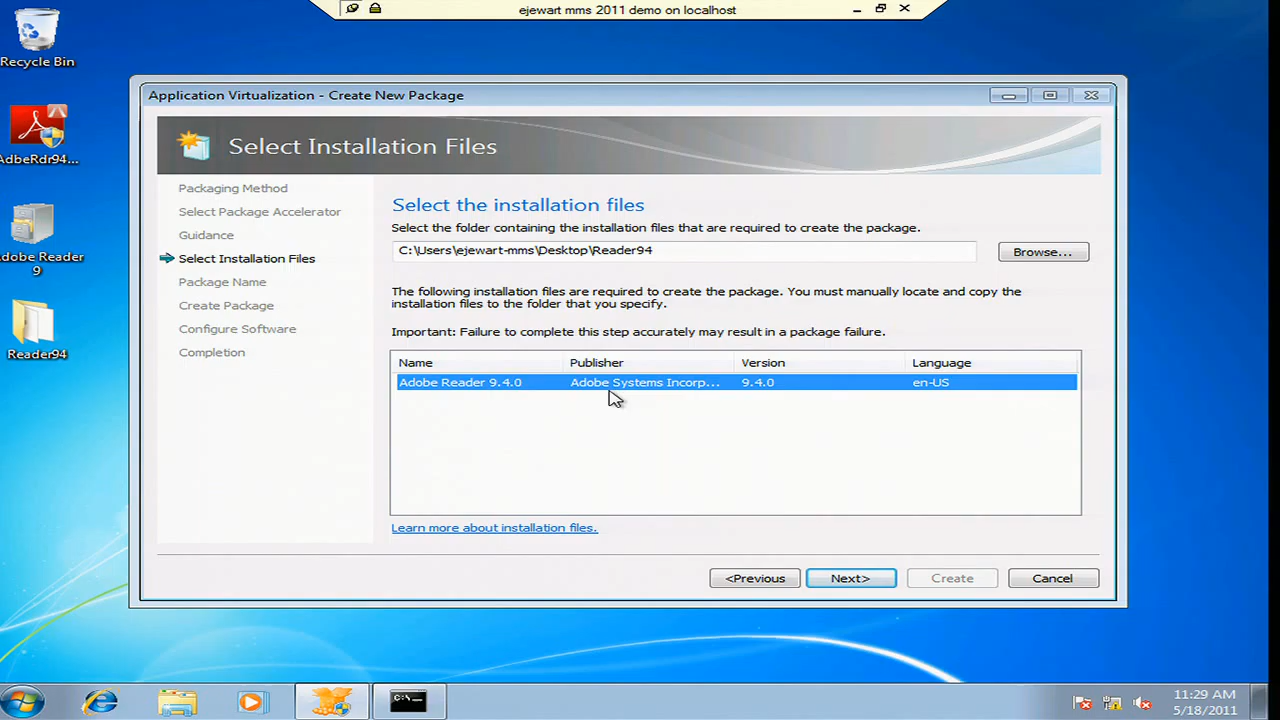 ejewart mms 2011 demo on localhost
Recycle Bin
AdbeRdr94...
Adobe Reader
9
Reader94
Application Virtualization - Create New Package
Select Installation Files
Packaging Method
Select Package Accelerator
Guidance
Select Installation Files
Package Name
Create Package
Configure Software
Completion
Select the installation files
Select the folder containing the installation files that are required to create the package.
C:\Users\ejewart-mms\Desktop\Reader94
Browse...
The following installation files are required to create the package. You must manually locate and copy the
installation files to the folder that you specify.
Important: Failure to complete this step accurately may result in a package failure.
Name Publisher Version Language
Adobe Reader 9.4.0 Adobe Systems Incorp... 9.4.0 en-US
Learn more about installation files.
<Previous Next> Create Cancel
C:\_
11:29 AM
5/18/2011